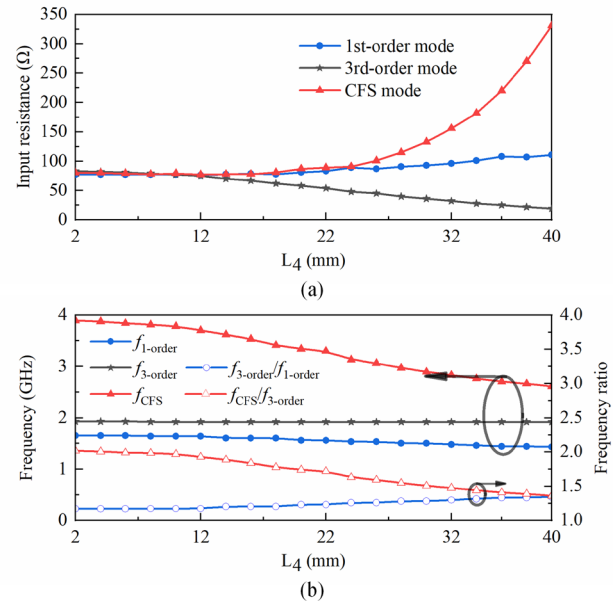 350
300
250
200
150
100
50
0
Input resistance (Ω)
1st-order mode
3rd-order mode
CFS mode
2 12 22 32 40
L4 (mm)
(a)
4
3
2
1
0
Frequency (GHz)
f1-order
f3-order f3-order/f1-order
fCFS fCFS/f3-order
4.0
3.5
3.0
2.5
2.0
1.5
1.0
Frequency ratio
2 12 22 32 40
L4 (mm)
(b)